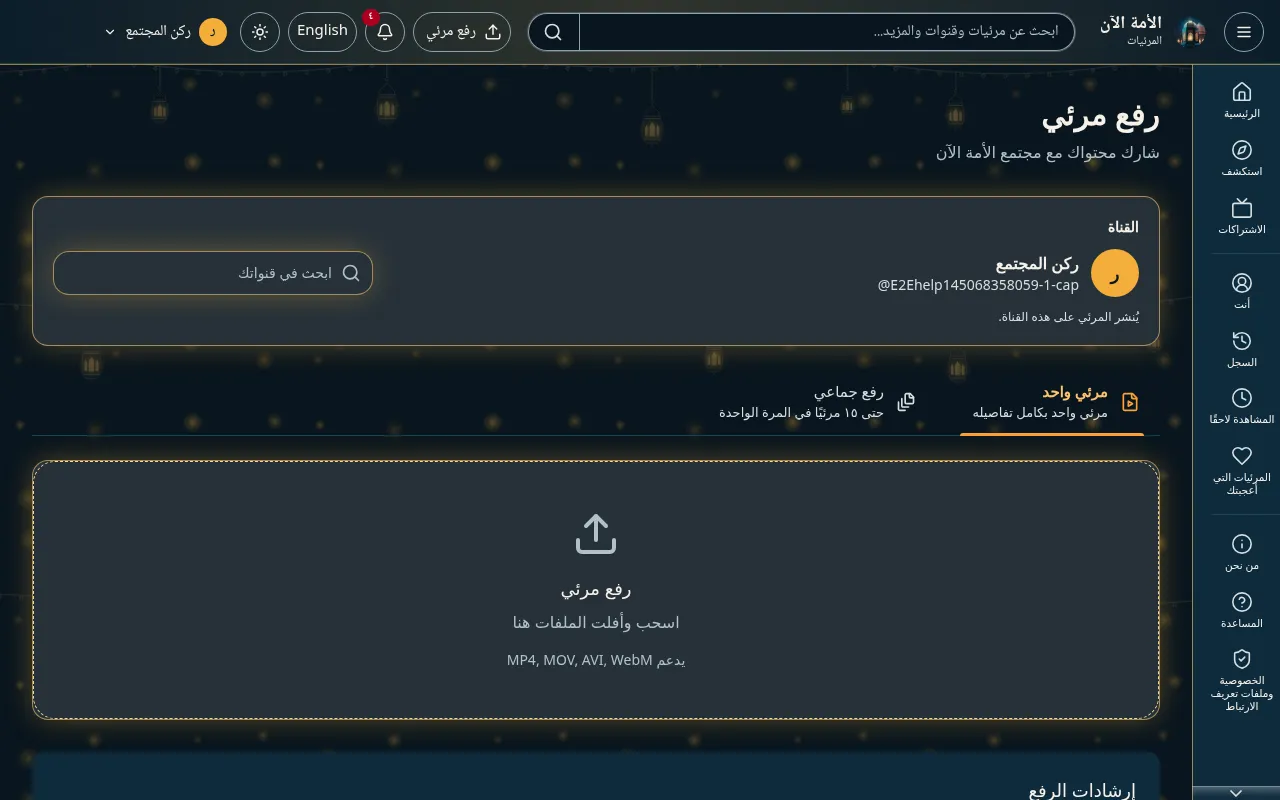 الأمة الآن
المرئيات
ابحث عن مرئيات وقنوات والمزيد...
رفع مرئي
٤
English
ر
ركن المجتمع
الرئيسية
استكشف
الاشتراكات
أنت
السجل
المشاهدة لاحقًا
المرئيات التي
أعجبتك
من نحن
المساعدة
الخصوصية
وملفات تعريف
الارتباط
رفع مرئي
شارك محتواك مع مجتمع الأمة الآن
القناة
ر
ركن المجتمع
@E2Ehelp145068358059-1-cap
يُنشر المرئي على هذه القناة.
ابحث في قنواتك
مرئي واحد
مرئي واحد بكامل تفاصيله
رفع جماعي
حتى ١٥ مرئيًا في المرة الواحدة
رفع مرئي
اسحب وأفلت الملفات هنا
يدعم MP4, MOV, AVI, WebM
إرشادات الرفع